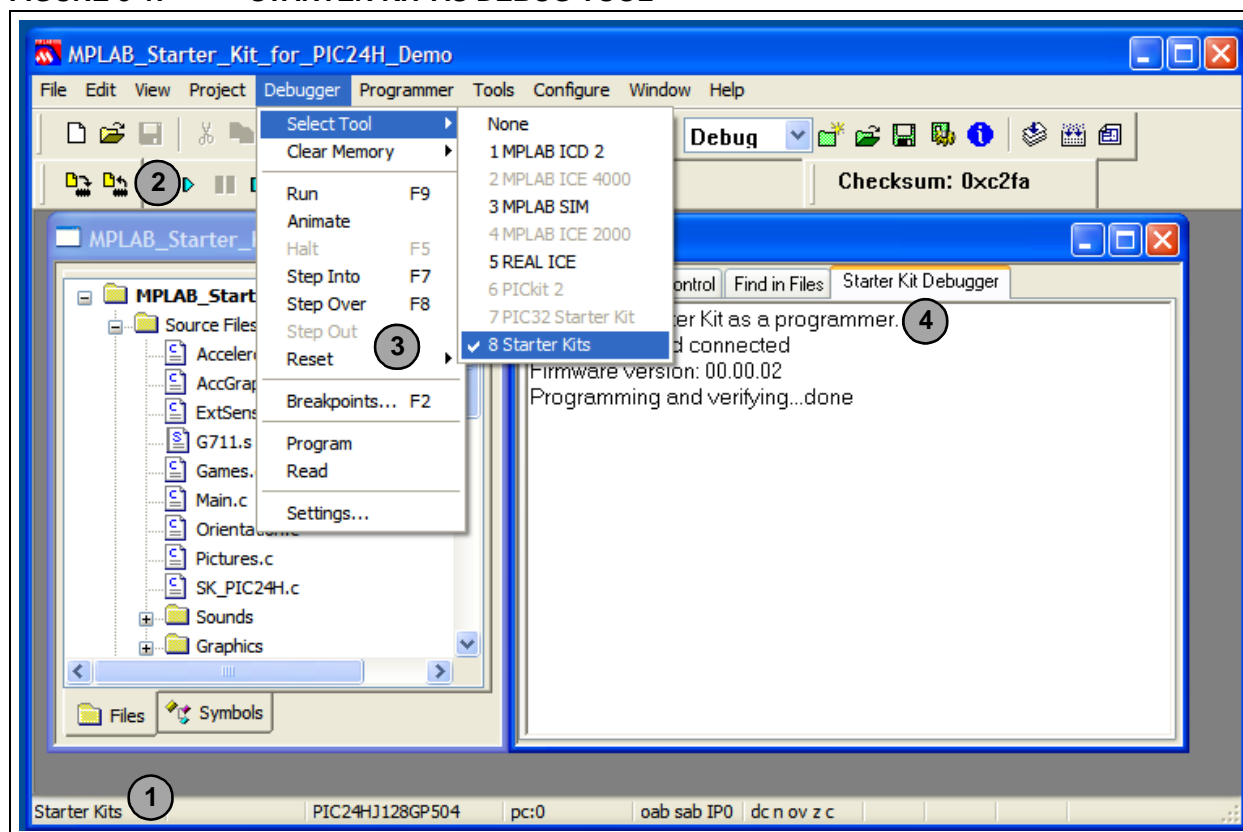 MPLAB_Starter_Kit_for_PIC24H_Demo
File Edit View Project Debugger Programmer Tools Configure Window Help
Debug
Checksum: 0xc2fa
2
Select Tool
Clear Memory
Run F9
Animate
Halt F5
Step Into F7
Step Over F8
Step Out
Reset
3
Breakpoints... F2
Program
Read
Settings...
None
1 MPLAB ICD 2
2 MPLAB ICE 4000
3 MPLAB SIM
4 MPLAB ICE 2000
5 REAL ICE
6 PICkit 2
7 PIC32 Starter Kit
8 Starter Kits
MPLAB_Starter_
MPLAB_Start
Source Files
Acceler
AccGrap
ExtSens
G711.s
Games.
Main.c
Orienta
Pictures.c
SK_PIC24H.c
Sounds
Graphics
Files Symbols
ontrol Find in Files Starter Kit Debugger
er Kit as a programmer.
4
d connected
Firmware version: 00.00.02
Programming and verifying...done
Starter Kits
1
PIC24HJ128GP504 pc:0 oab sab IP0 dc n ov z c